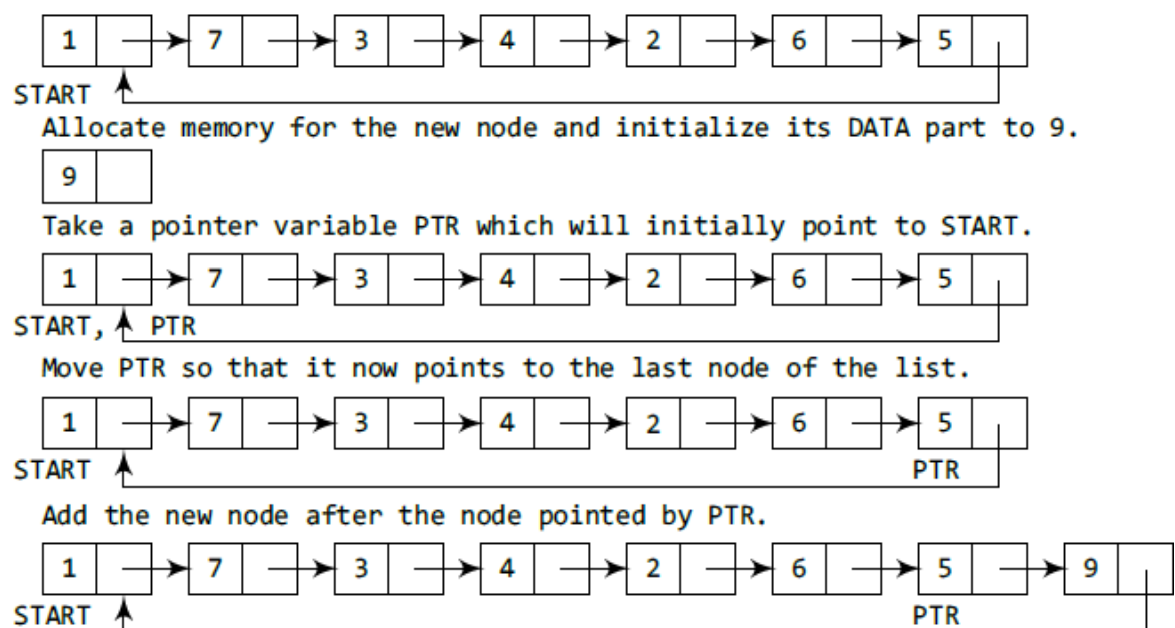 1 7 3 4 2 6 5
START
Allocate memory for the new node and initialize its DATA part to 9.
9
Take a pointer variable PTR which will initially point to START.
1 7 3 4 2 6 5
START, PTR
Move PTR so that it now points to the last node of the list.
1 7 3 4 2 6 5
START PTR
Add the new node after the node pointed by PTR.
1 7 3 4 2 6 5 9
START PTR